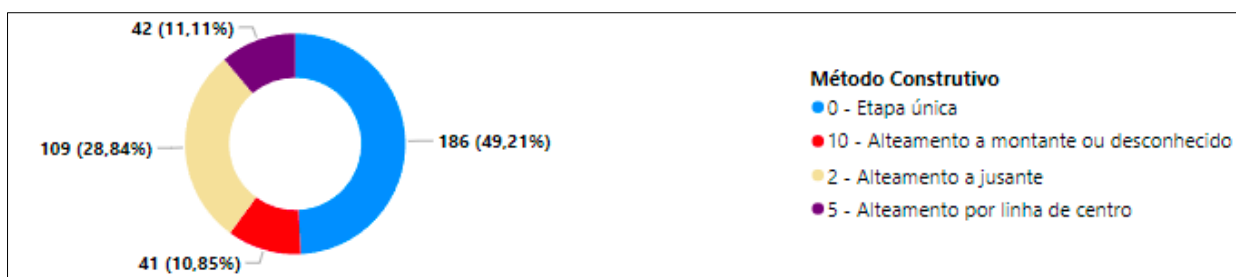 42 (11,11%)
186 (49,21%)
109 (28,84%)
41 (10,85%)
Método Construtivo
0 - Etapa única
10 - Alteamento a montante ou desconhecido
2 - Alteamento a jusante
5 - Alteamento por linha de centro